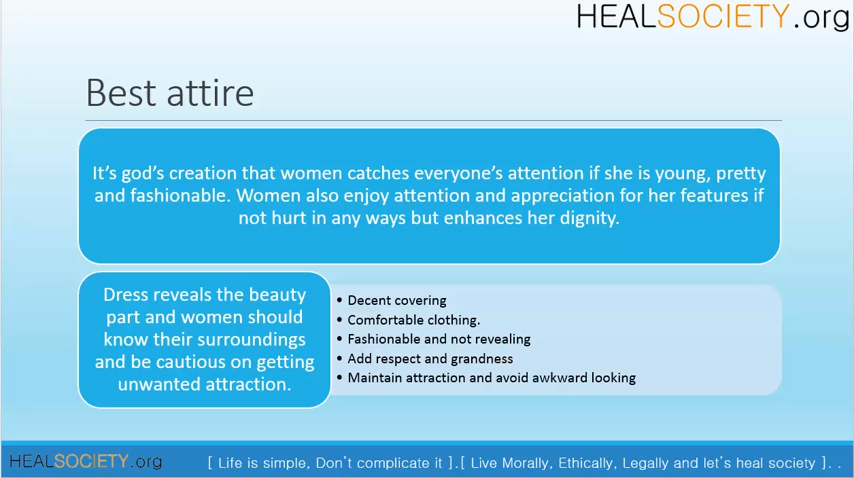 HEALSOCIETY.org
Best attire
It's god's creation that women catches everyone's attention if she is young, pretty
and fashionable. Women also enjoy attention and appreciation for her features if
not hurt in any ways but enhances her dignity.
Dress reveals the beauty
part and women should
know their surroundings
and be cautious on getting
unwanted attraction.
• Decent covering
• Comfortable clothing.
• Fashionable and not revealing
• Add respect and grandness
• Maintain attraction and avoid awkward looking
HEALSOCIETY.org [ Life is simple, Don't complicate it ].[ Live Morally, Ethically, Legally and let's heal society ]. .